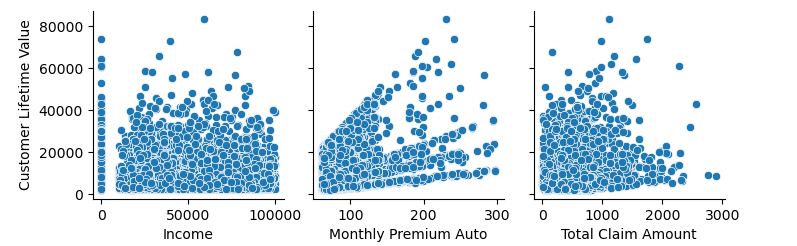 Customer Lifetime Value
80000
60000
40000
20000
0
0 50000 100000
100 200 300
0 1000 2000 3000
Income
Monthly Premium Auto
Total Claim Amount